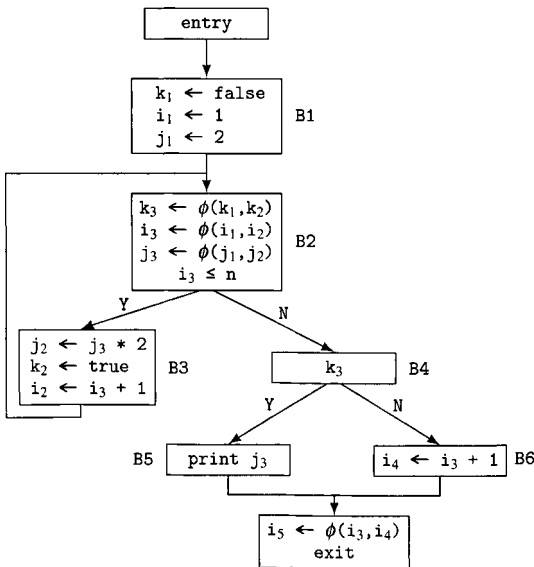 entry
k₁ ← false
i₁ ← 1
j₁ ← 2
B1
k₃ ← ϕ(k₁,k₂)
i₃ ← ϕ(i₁,i₂)
j₃ ← ϕ(j₁,j₂)
i₃ ≤ n
B2
Y
N
j₂ ← j₃ * 2
k₂ ← true
i₂ ← i₃ + 1
B3
k₃
B4
Y
N
B5
print j₃
i₄ ← i₃ + 1
B6
i₅ ← ϕ(i₃,i₄)
exit